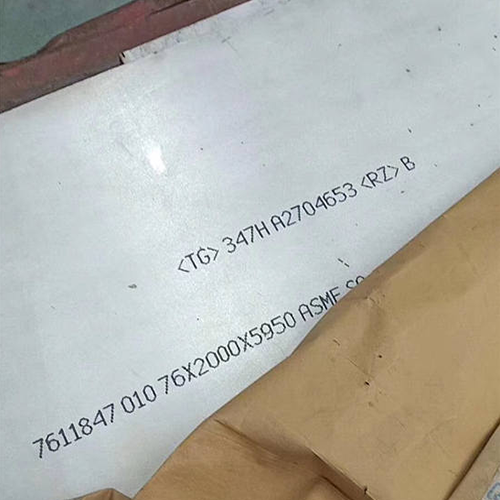 <TG> 347H A2704653 <RZ> B
7611847 010 76X2000X5950 ASME